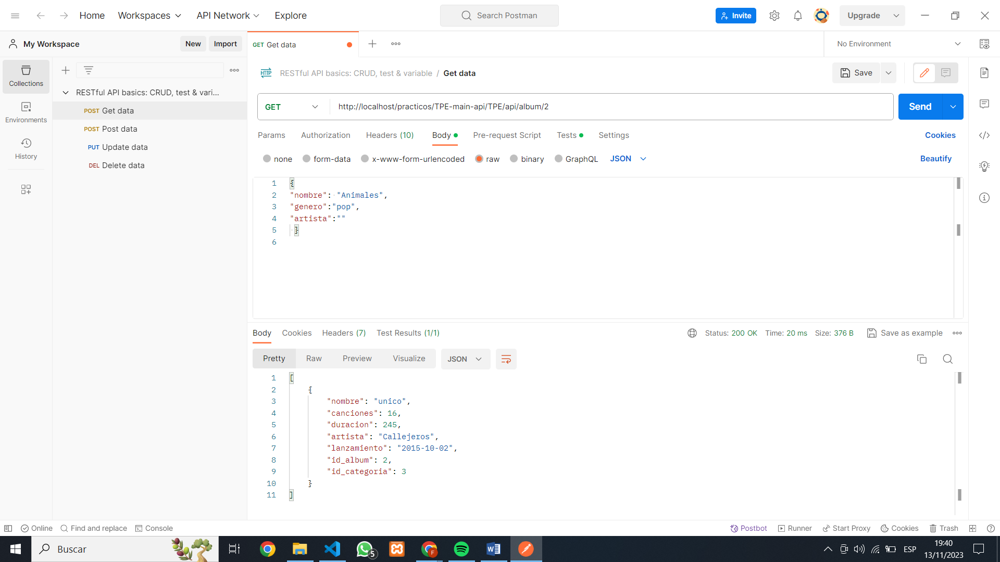 Home Workspaces API Network Explore Search Postman Invite Upgrade
My Workspace New Import GET Get data No Environment
Collections
Environments
History
RESTful API basics: CRUD, test & vari...
POST Get data
POST Post data
PUT Update data
DEL Delete data
HTTP RESTful API basics: CRUD, test & variable / Get data Save
GET http://localhost/practicos/TPE-main-api/TPE/api/album/2 Send
Params Authorization Headers (10) Body Pre-request Script Tests Settings Cookies
none form-data x-www-form-urlencoded raw binary GraphQL JSON Beautify
1 {
2 "nombre": "Animales",
3 "genero":"pop",
4 "artista":""
5 }
6
Body Cookies Headers (7) Test Results (1/1) Status: 200 OK Time: 20 ms Size: 376 B Save as example
Pretty Raw Preview Visualize JSON
1 [
2 {
3 "nombre": "unico",
4 "canciones": 16,
5 "duracion": 245,
6 "artista": "Callejeros",
7 "lanzamiento": "2015-10-02",
8 "id_album": 2,
9 "id_categoria": 3
10 }
11 ]
Online Find and replace Console Postbot Runner Start Proxy Cookies Trash
Buscar 5 F ESP 19:40
13/11/2023